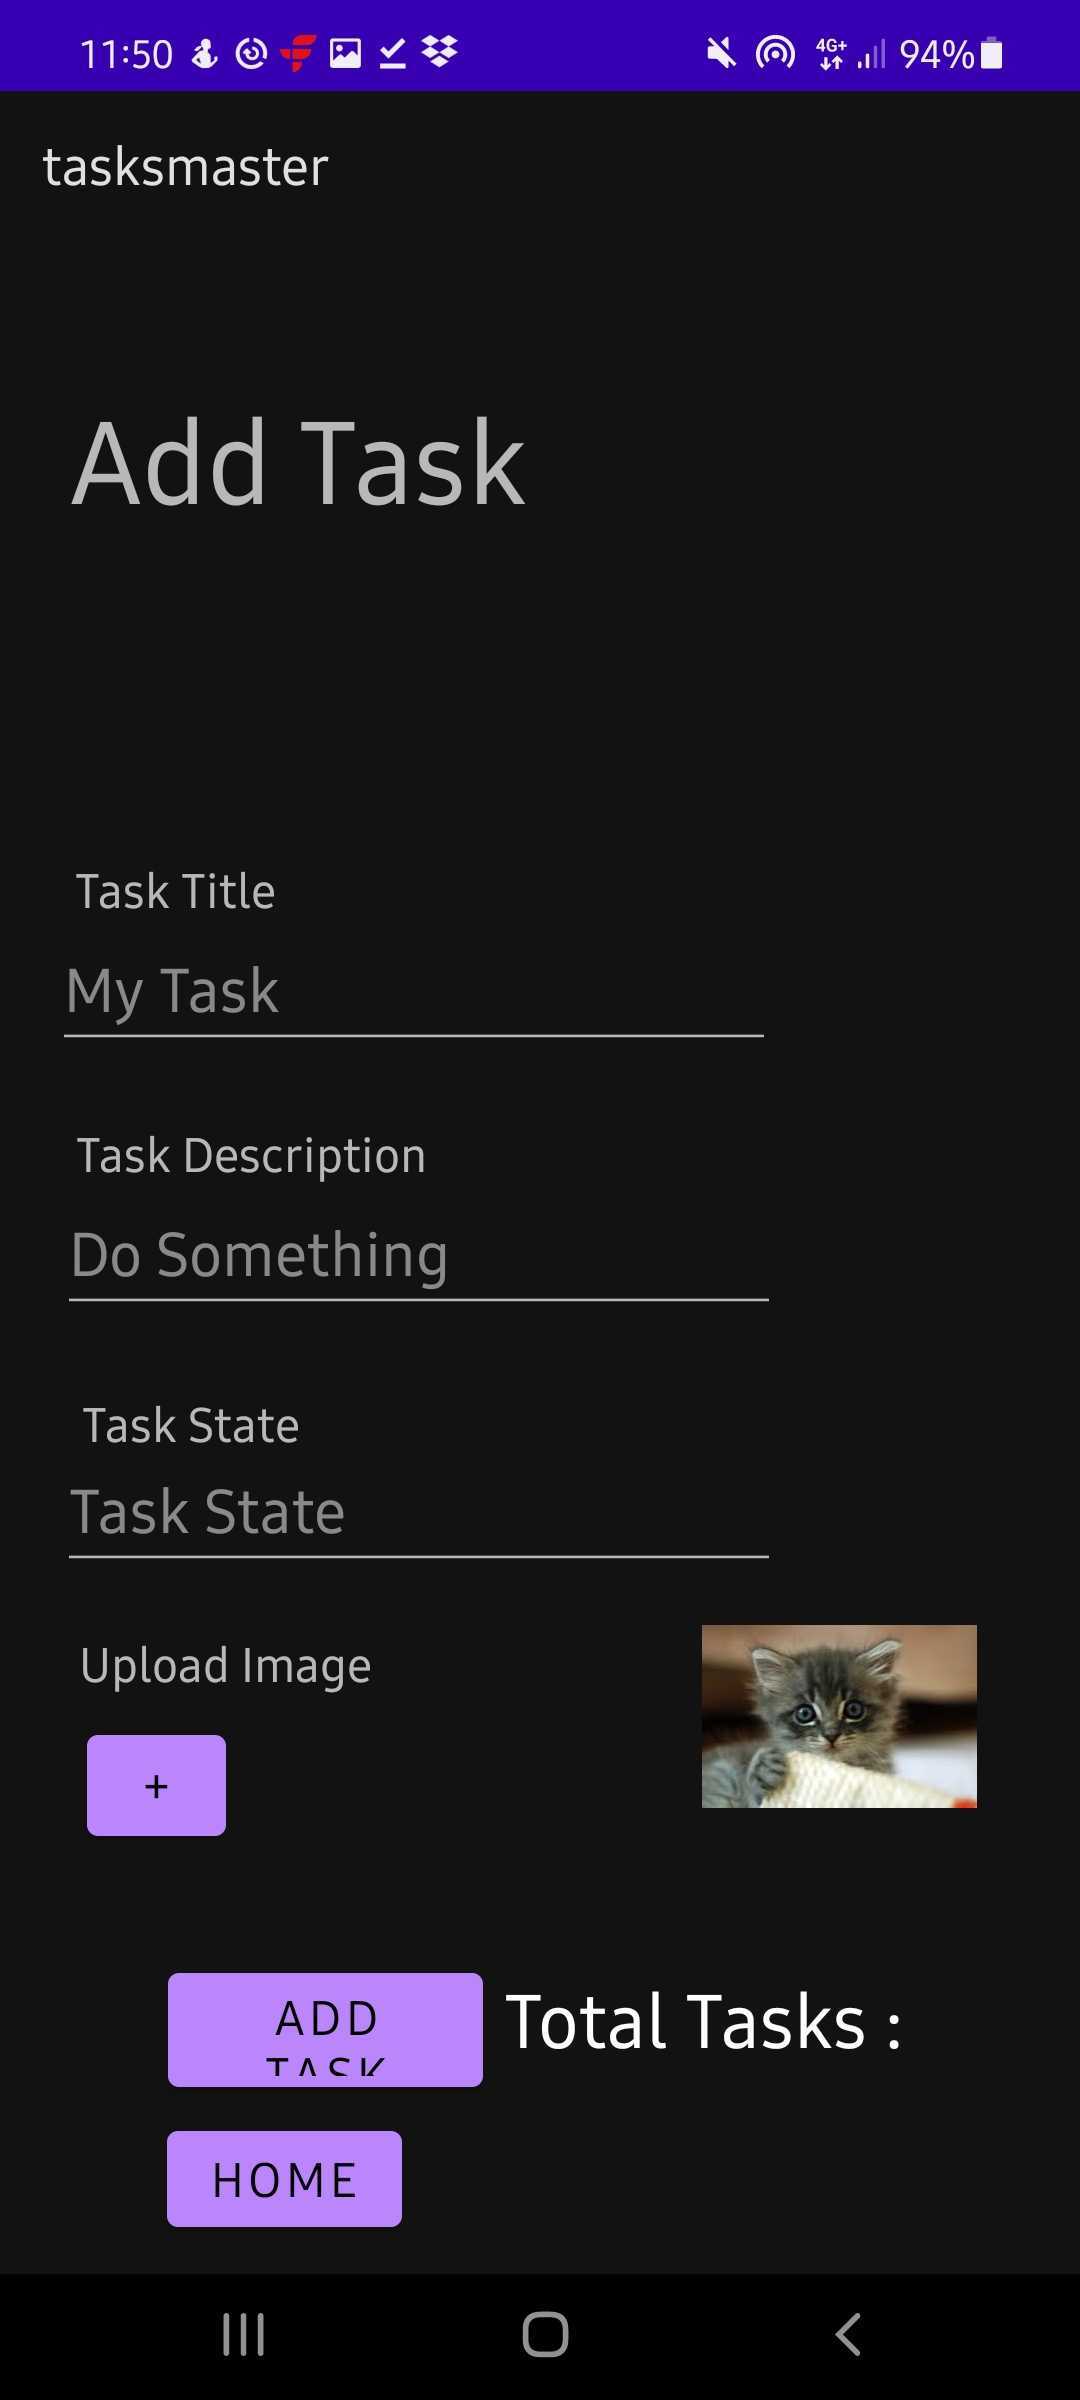 11:50 4G+ 94%
tasksmaster
Add Task
Task Title
My Task
Task Description
Do Something
Task State
Task State
Upload Image
+
ADD
TASK
Total Tasks :
HOME